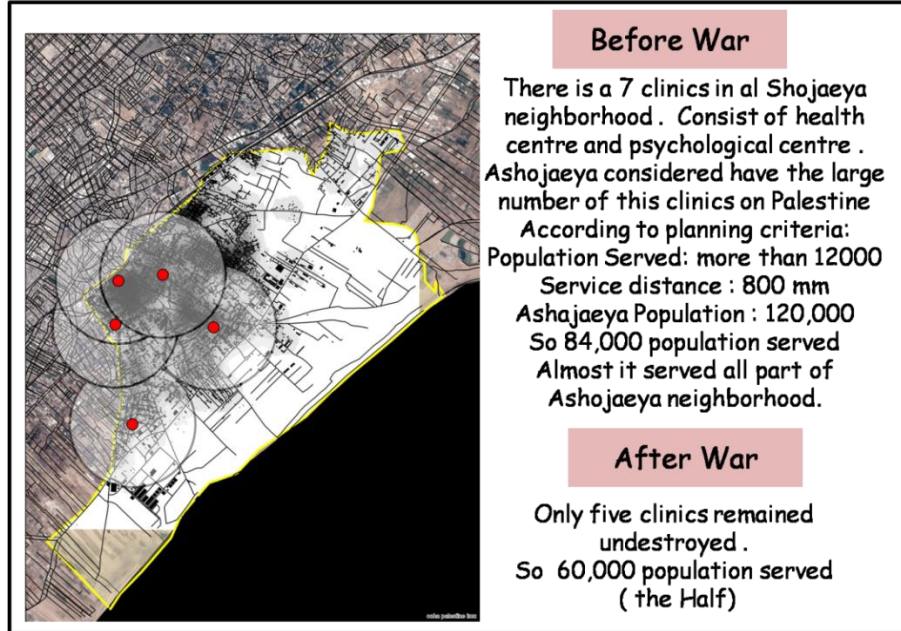 Before War
There is a 7 clinics in al Shojaeya
neighborhood . Consist of health
centre and psychological centre .
Ashojaeya considered have the large
number of this clinics on Palestine
According to planning criteria:
Population Served: more than 12000
Service distance : 800 mm
Ashajaeya Population : 120,000
So 84,000 population served
Almost it served all part of
Ashojaeya neighborhood.
After War
Only five clinics remained
undestroyed .
So 60,000 population served
( the Half)